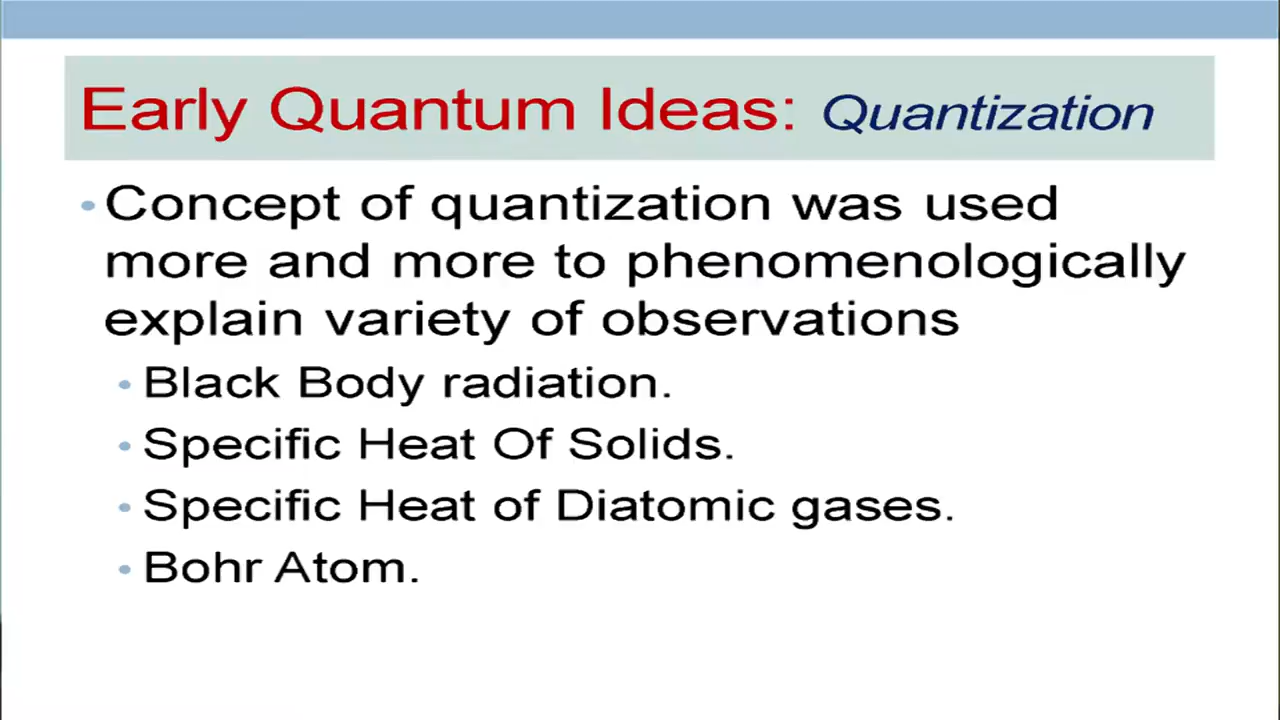 Early Quantum Ideas: Quantization
• Concept of quantization was used
more and more to phenomenologically
explain variety of observations
• Black Body radiation.
• Specific Heat Of Solids.
• Specific Heat of Diatomic gases.
• Bohr Atom.